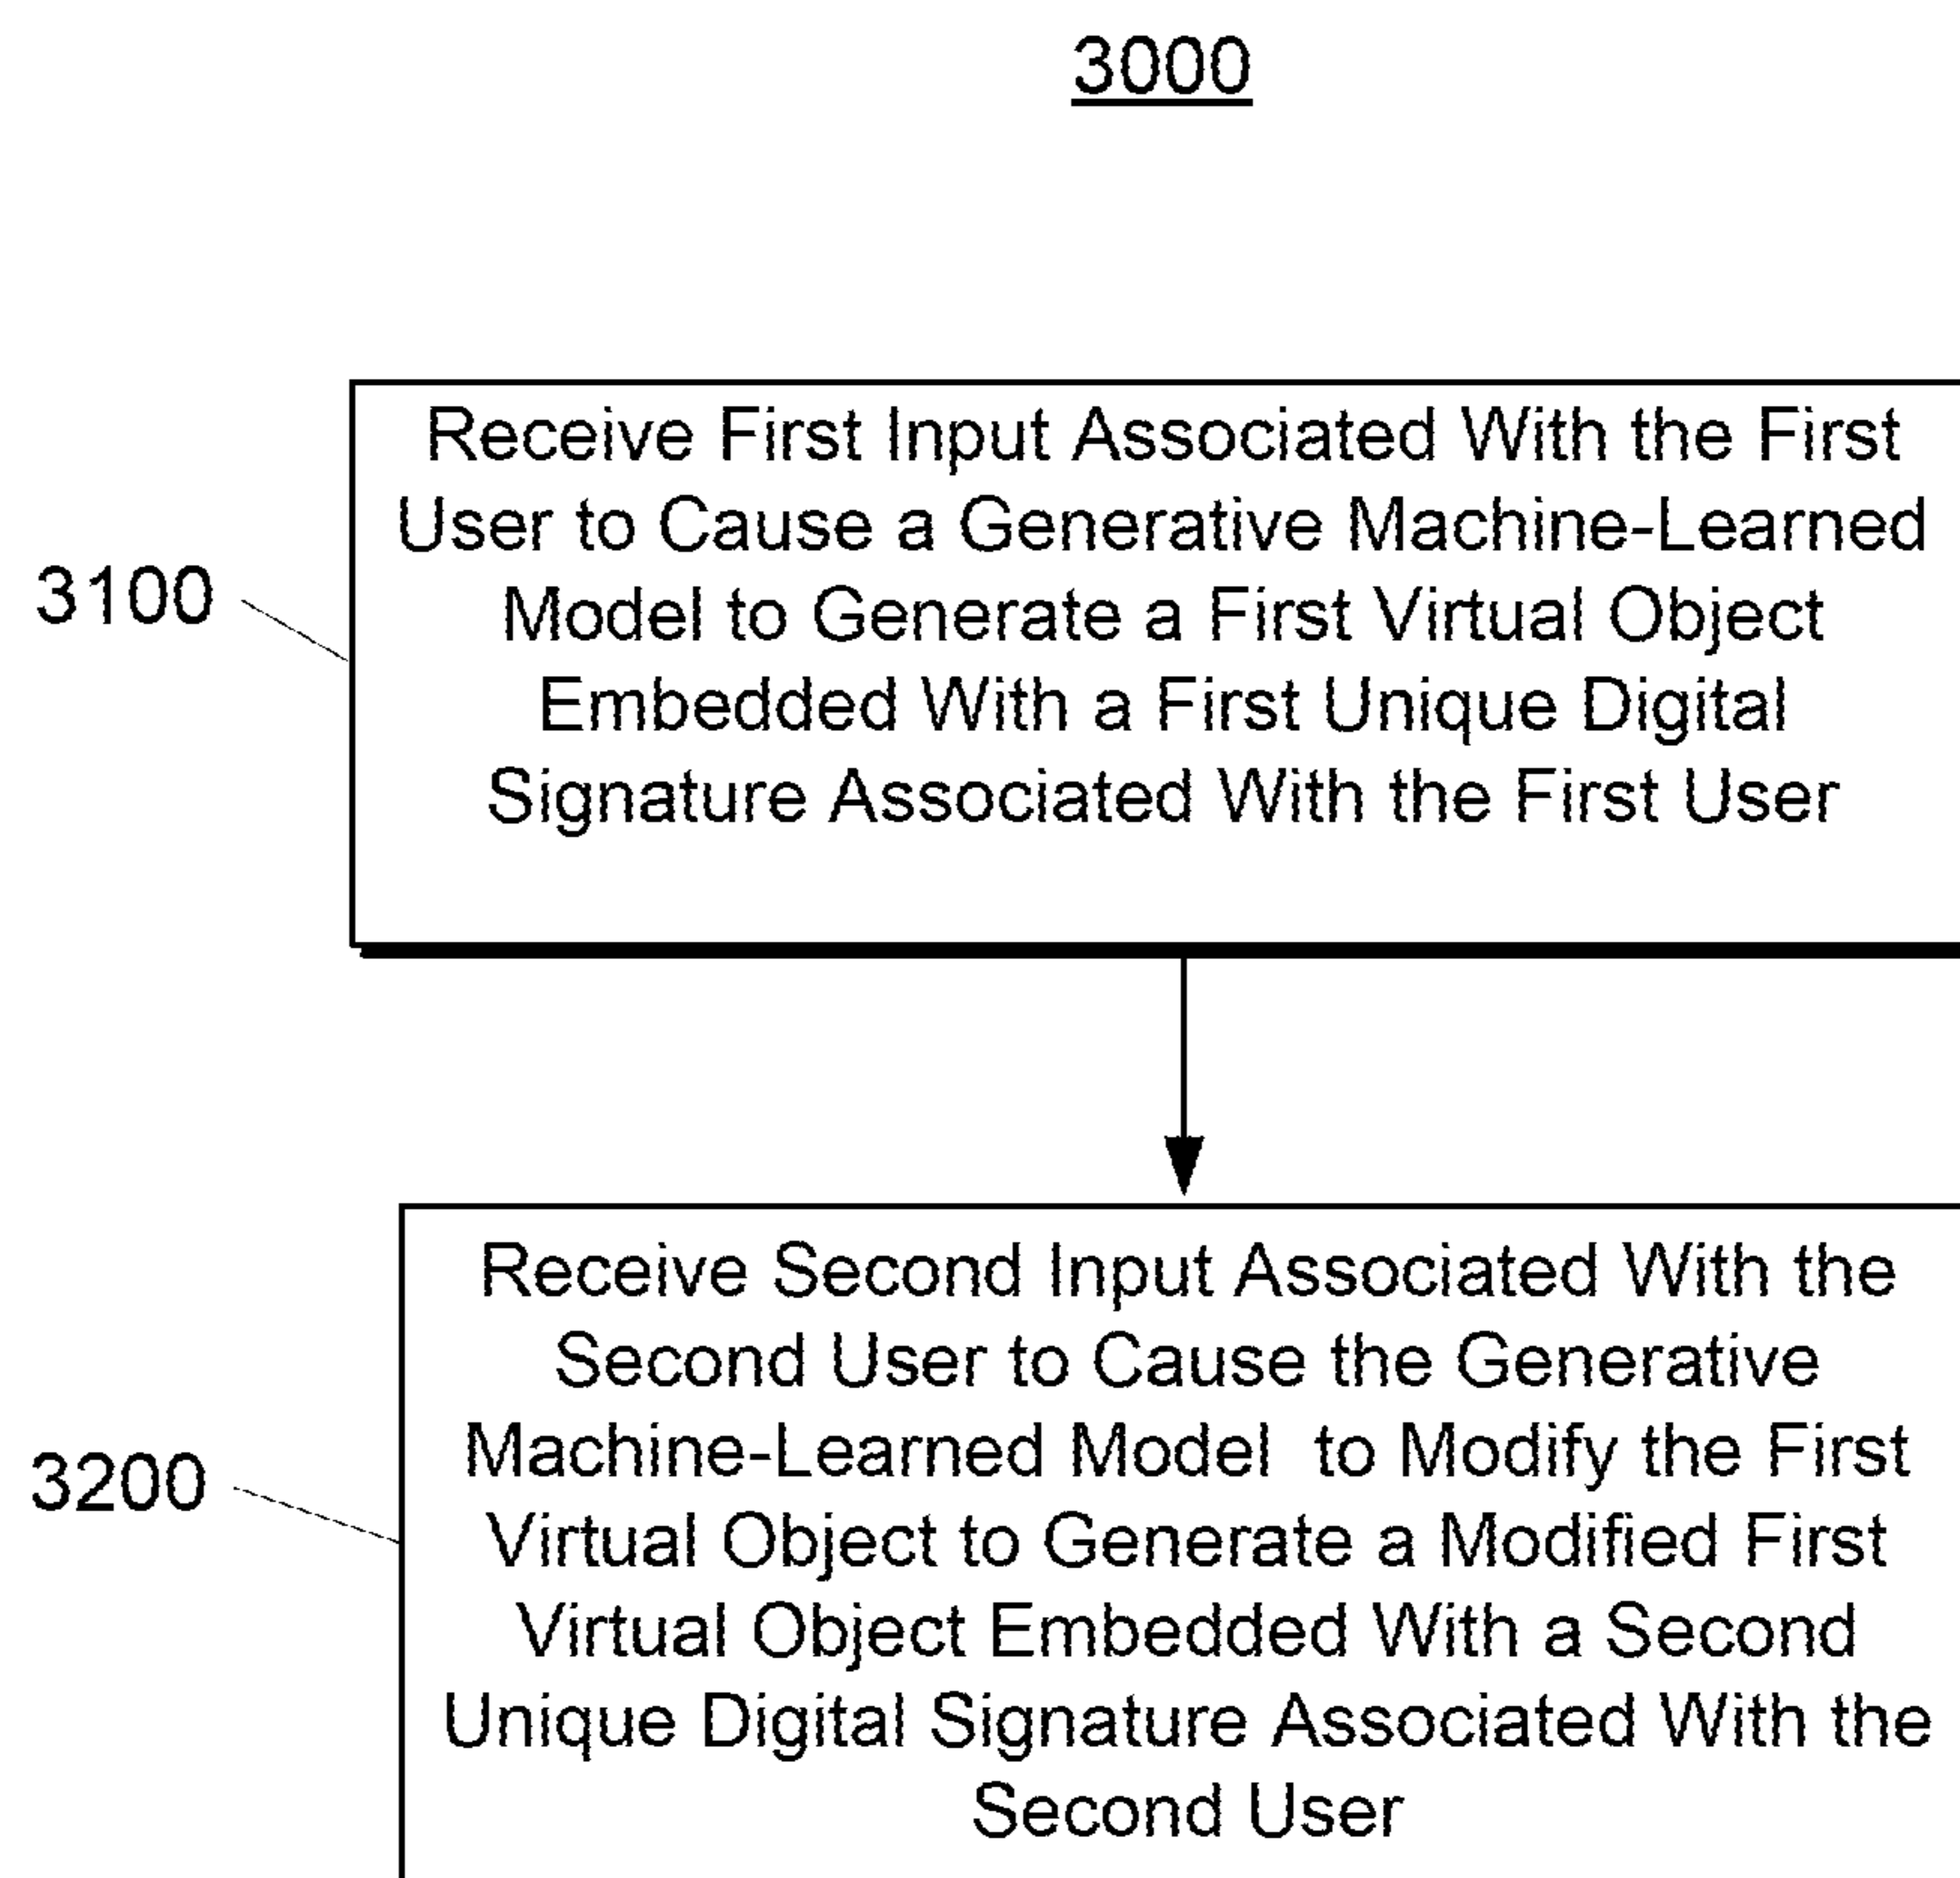 3000
Receive First Input Associated With the First
User to Cause a Generative Machine-Learned
Model to Generate a First Virtual Object
Embedded With a First Unique Digital
Signature Associated With the First User
3100
Receive Second Input Associated With the
Second User to Cause the Generative
Machine-Learned Model to Modify the First
Virtual Object to Generate a Modified First
Virtual Object Embedded With a Second
Unique Digital Signature Associated With the
Second User
3200